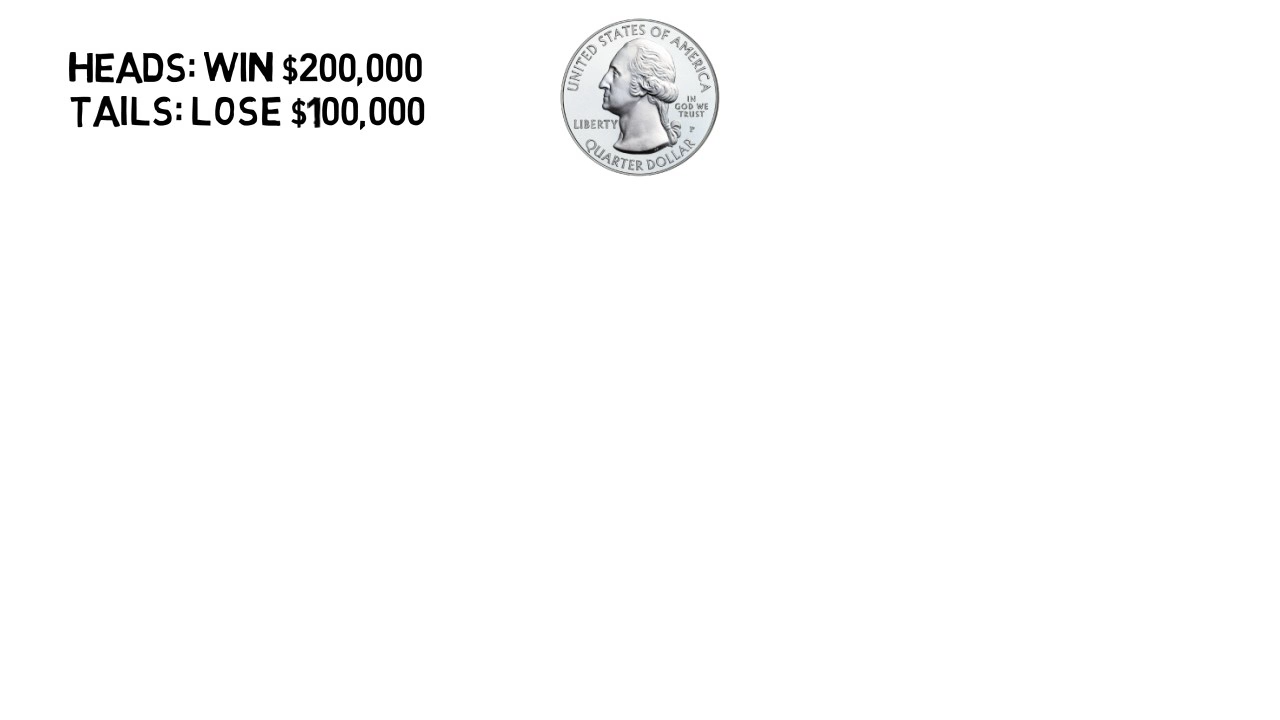 HEADS: WIN $200,000
TAILS: LOSE $100,000
UNITED STATES OF AMERICA
LIBERTY
IN
GOD WE
TRUST
P
QUARTER DOLLAR